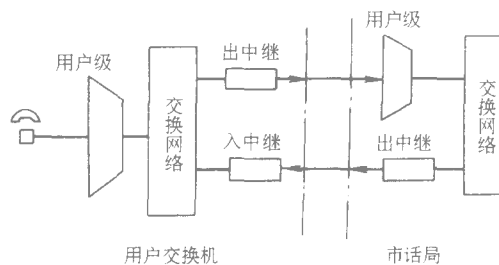 用户级
用户级
出中继
交换网络
交换网络
入中继
出中继
用户交换机
市话局